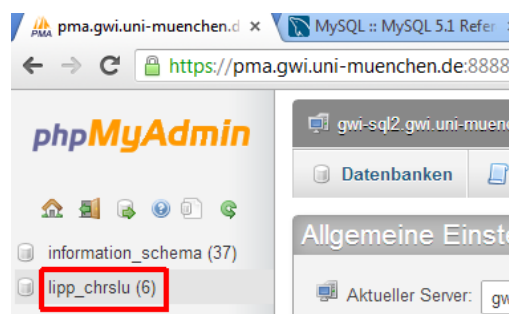 pma.gwi.uni-muenchen.d
MySQL :: MySQL 5.1 Refer
https://pma.gwi.uni-muenchen.de:8888
phpMyAdmin
gwi-sql2.gwi.uni-muenc
Datenbanken
Allgemeine Einst
information_schema (37)
lipp_chrslu (6)
Aktueller Server:
gw